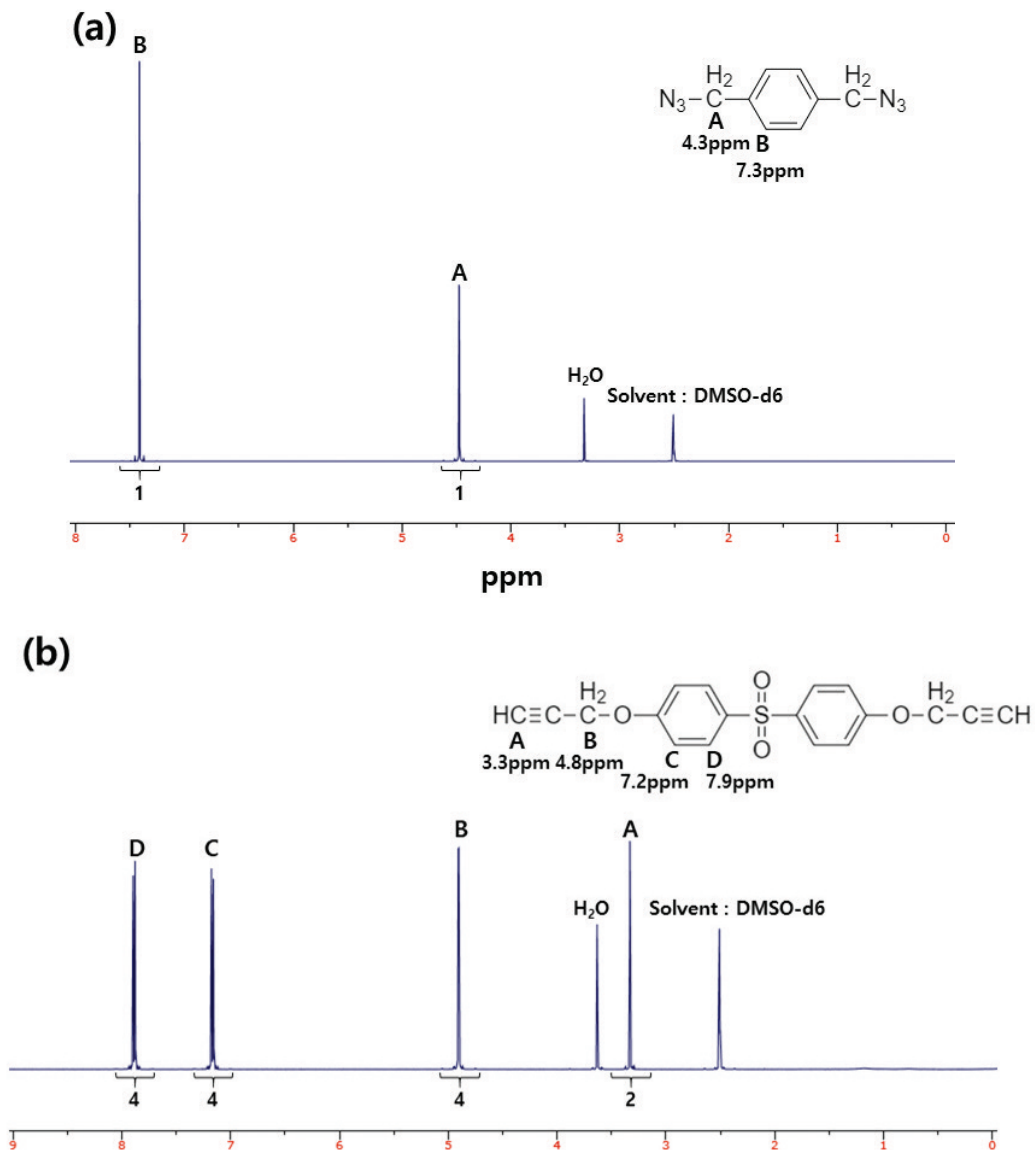 (a)
B
H2 H2
N3-C C-N3
A
4.3ppm B
7.3ppm
A
H2O
Solvent : DMSO-d6
1 1
8 7 6 5 4 3 2 1 0
ppm
(b)
O
H2 H2
HC≡C-C-O S O-C-C≡CH
O
A B C D
3.3ppm 4.8ppm
7.2ppm 7.9ppm
D C B A
H2O Solvent : DMSO-d6
4 4 4 2
9 8 7 6 5 4 3 2 1 0